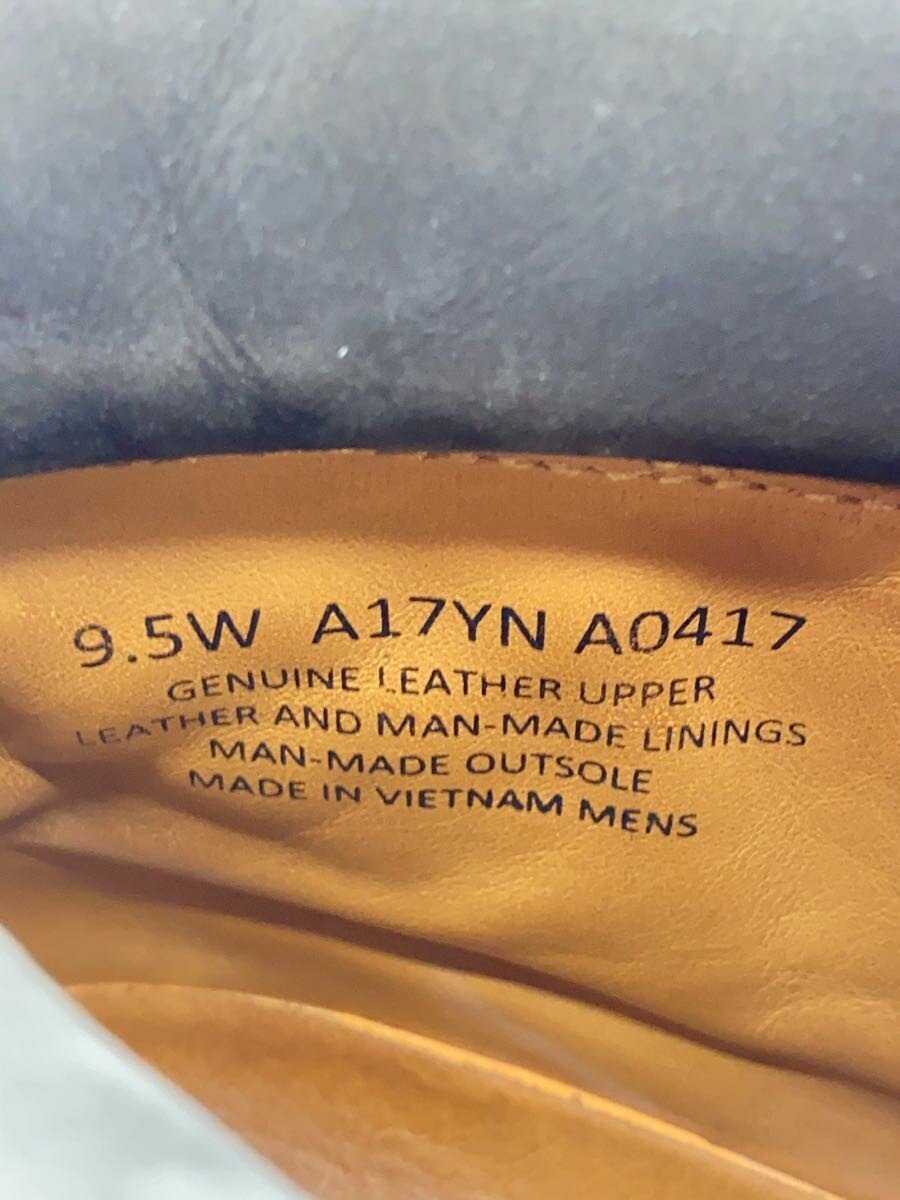 9.5W A17YN A0417
GENUINE LEATHER UPPER
LEATHER AND MAN-MADE LININGS
MAN-MADE OUTSOLE
MADE IN VIETNAM MENS